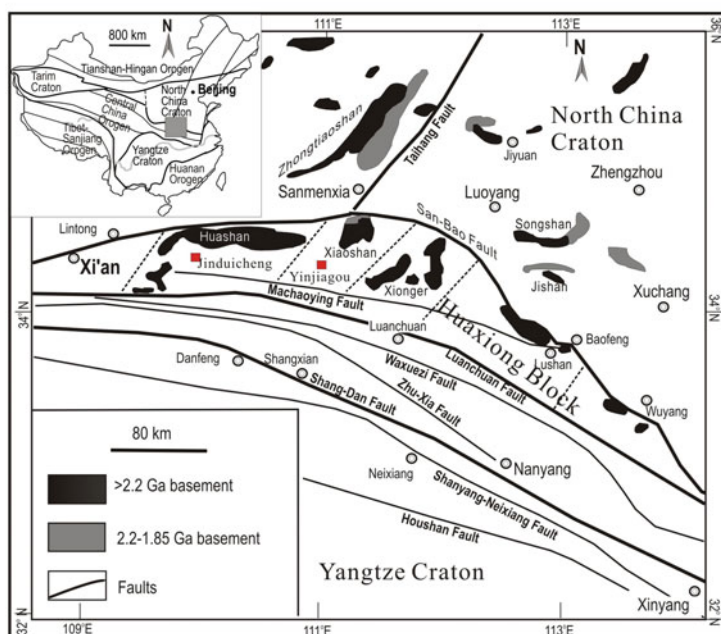 111°E
113°E
36°N
800 km
N
Tianshan-Hingan Orogen
Tarim
Craton
North
China
Craton
Beijing
Central
China
Orogen
Tibet-
Sanjiang
Orogen
Yangtze
Craton
Huanan
Orogen
N
North China
Craton
Zhongtiaoshan
Taihang Fault
Jiyuan
Zhengzhou
Sanmenxia
Luoyang
San-Bao Fault
Songshan
Lintong
Huashan
Xiaoshan
Xi'an
Jinduicheng
Yinjiagou
Xionger
Jishan
Xuchang
Machaoying Fault
34°N
34°N
Huaxiong Block
Luanchuan
Baofeng
Lushan
Danfeng
Shangxian
Waxuezi Fault
Luanchuan Fault
Wuyang
Shang-Dan Fault
Zhu-Xia Fault
80 km
Neixiang
Nanyang
>2.2 Ga basement
Shanyang-Neixiang Fault
2.2-1.85 Ga basement
Houshan Fault
Faults
Yangtze Craton
Xinyang
32°N
32°N
109°E
111°E
113°E